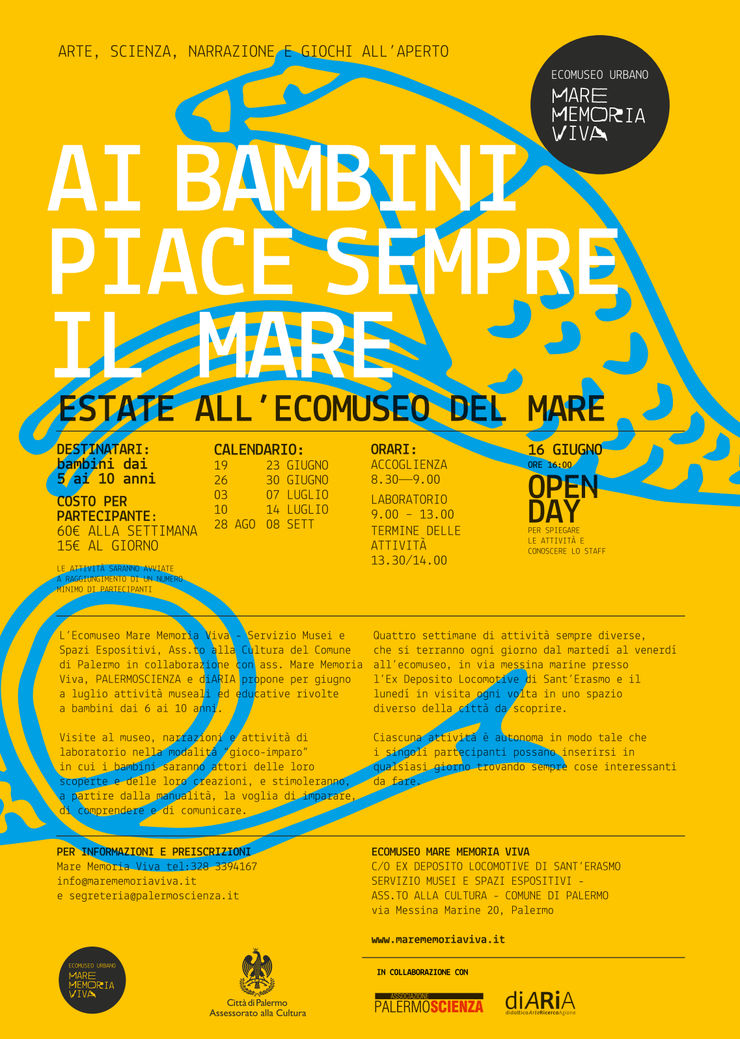 ARTE, SCIENZA, NARRAZIONE E GIOCHI ALL'APERTO
ECOMUSEO URBANO
MARE
MEMORIA
VIVA
AI BAMBINI
PIACE SEMPRE
IL MARE
ESTATE ALL'ECOMUSEO DEL MARE
DESTINATARI:
bambini dai
5 ai 10 anni
COSTO PER
PARTECIPANTE:
60€ ALLA SETTIMANA
15€ AL GIORNO
LE ATTIVITÀ SARANNO AVVIATE
A RAGGIUNGIMENTO DI UN NUMERO
MINIMO DI PARTECIPANTI
CALENDARIO:
19 23 GIUGNO
26 30 GIUGNO
03 07 LUGLIO
10 14 LUGLIO
28 AGO 08 SETT
ORARI:
ACCOGLIENZA
8.30——9.00
LABORATORIO
9.00 – 13.00
TERMINE DELLE
ATTIVITÀ
13.30/14.00
16 GIUGNO
ORE 16:00
OPEN
DAY
PER SPIEGARE
LE ATTIVITÀ E
CONOSCERE LO STAFF
L'Ecomuseo Mare Memoria Viva - Servizio Musei e
Spazi Espositivi, Ass.to alla Cultura del Comune
di Palermo in collaborazione con ass. Mare Memoria
Viva, PALERMOSCIENZA e diARIA propone per giugno
a luglio attività museali ed educative rivolte
a bambini dai 6 ai 10 anni.
Visite al museo, narrazioni e attività di
laboratorio nella modalitá "gioco-imparo"
in cui i bambini saranno attori delle loro
scoperte e delle loro creazioni, e stimoleranno,
a partire dalla manualità, la voglia di imparare,
di comprendere e di comunicare.
Quattro settimane di attività sempre diverse,
che si terranno ogni giorno dal martedí al venerdí
all'ecomuseo, in via messina marine presso
l'Ex Deposito Locomotive di Sant'Erasmo e il
lunedí in visita ogni volta in uno spazio
diverso della cittá da scoprire.
Ciascuna attivitá è autonoma in modo tale che
i singoli partecipanti possano inserirsi in
qualsiasi giorno trovando sempre cose interessanti
da fare.
PER INFORMAZIONI E PREISCRIZIONI
Mare Memoria Viva tel:328 3394167
info@marememoriaviva.it
e segreteria@palermoscienza.it
ECOMUSEO MARE MEMORIA VIVA
C/O EX DEPOSITO LOCOMOTIVE DI SANT'ERASMO
SERVIZIO MUSEI E SPAZI ESPOSITIVI -
ASS.TO ALLA CULTURA - COMUNE DI PALERMO
via Messina Marine 20, Palermo
www.marememoriaviva.it
ECOMUSEO URBANO
MARE
MEMORIA
VIVA
Città di Palermo
Assessorato alla Cultura
IN COLLABORAZIONE CON
ASSOCIAZIONE
PALERMOSCIENZA
diARiA
didatticaArteRicercaAzione